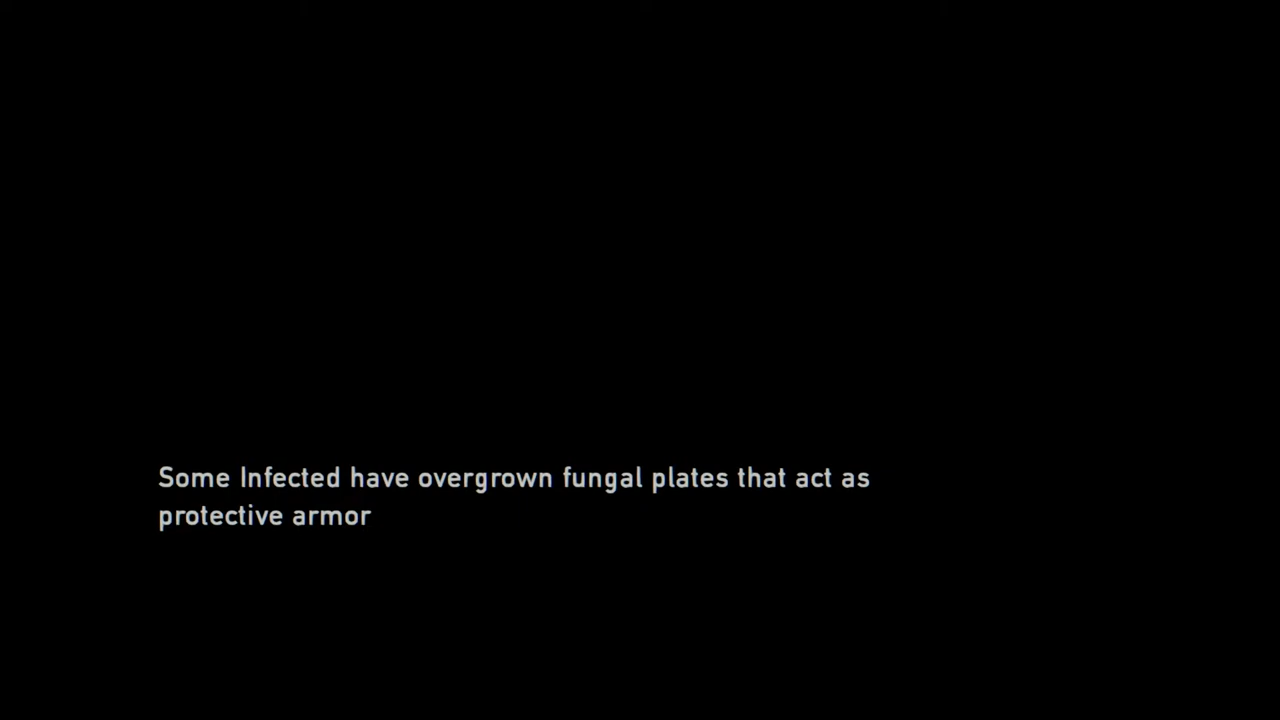 Some Infected have overgrown fungal plates that act as
protective armor